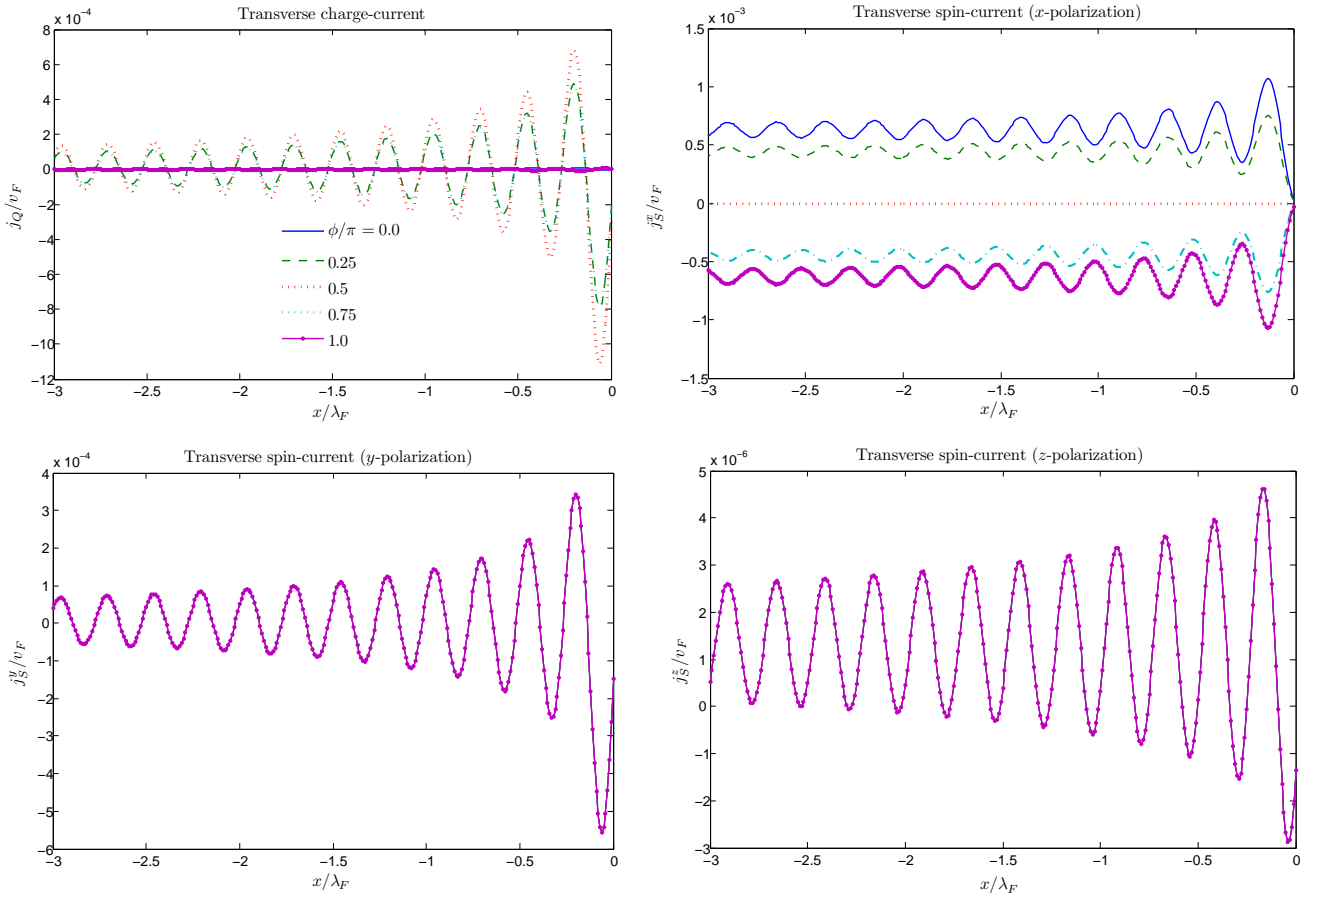 Transverse charge-current
x 10⁻⁴
8
6
4
2
0
−2
−4
−6
−8
−10
−12
j_Q/v_F
ϕ/π = 0.0
0.25
0.5
0.75
1.0
−3 −2.5 −2 −1.5 −1 −0.5 0
x/λ_F
Transverse spin-current (x-polarization)
x 10⁻³
1.5
1
0.5
0
−0.5
−1
−1.5
j_S^x/v_F
−3 −2.5 −2 −1.5 −1 −0.5 0
x/λ_F
Transverse spin-current (y-polarization)
x 10⁻⁴
4
3
2
1
0
−1
−2
−3
−4
−5
−6
j_S^y/v_F
−3 −2.5 −2 −1.5 −1 −0.5 0
x/λ_F
Transverse spin-current (z-polarization)
x 10⁻⁶
5
4
3
2
1
0
−1
−2
−3
j_S^z/v_F
−3 −2.5 −2 −1.5 −1 −0.5 0
x/λ_F